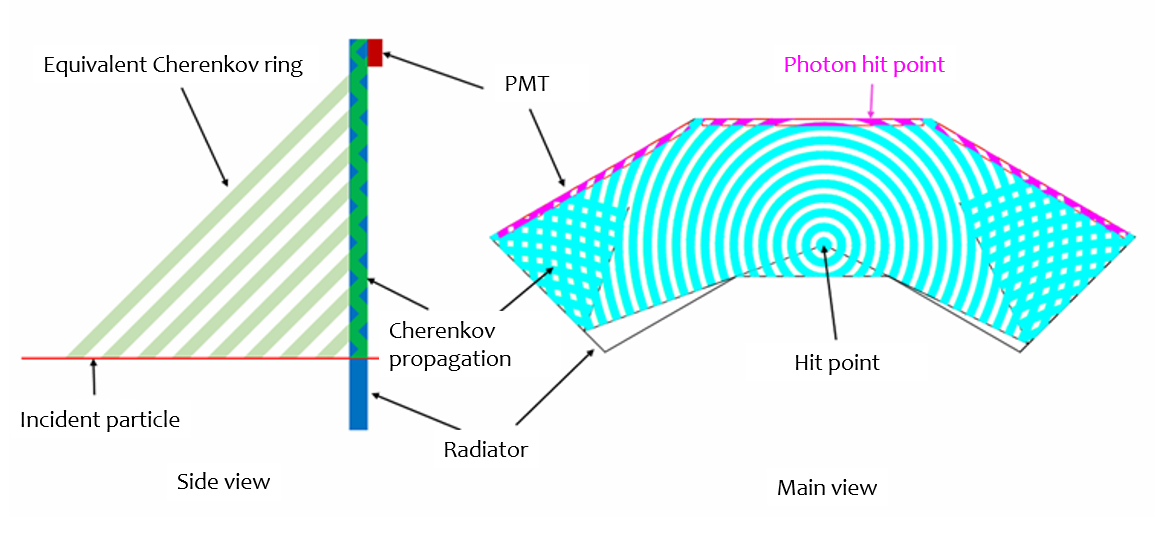 Equivalent Cherenkov ring
PMT
Photon hit point
Cherenkov
propagation
Hit point
Incident particle
Radiator
Side view
Main view